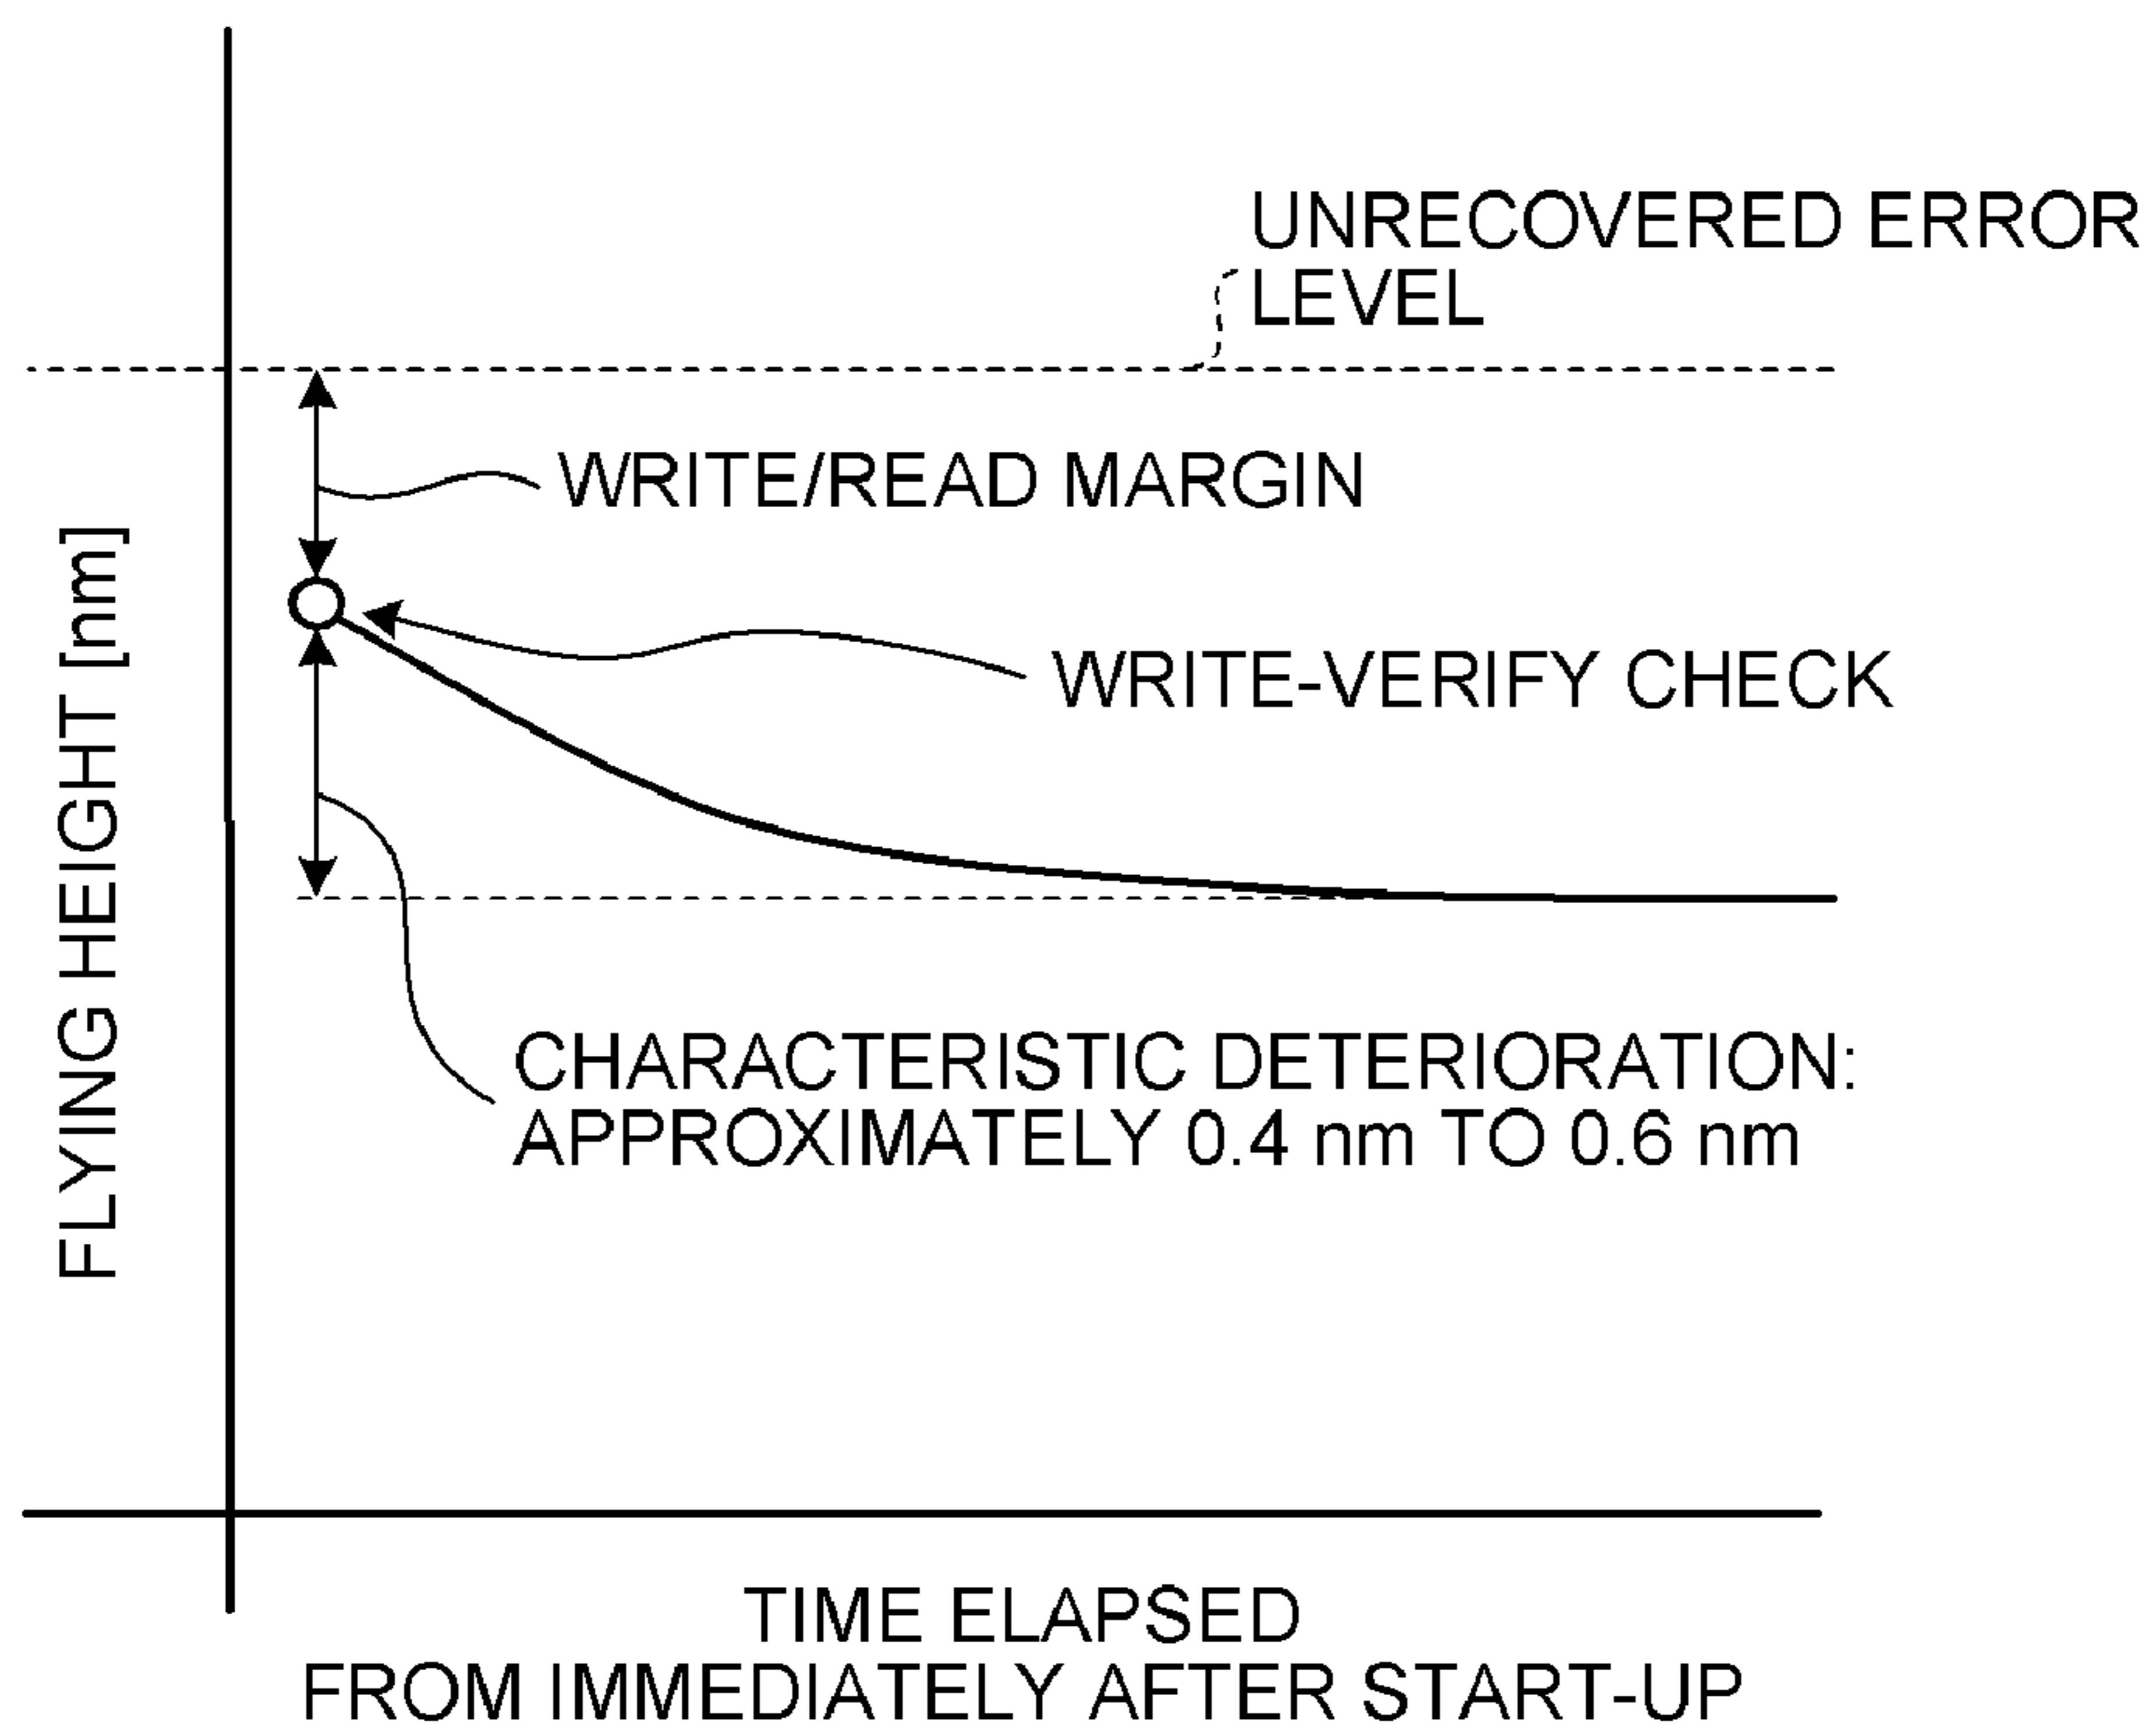 UNRECOVERED ERROR
LEVEL
WRITE/READ MARGIN
WRITE-VERIFY CHECK
FLYING HEIGHT [nm]
CHARACTERISTIC DETERIORATION:
APPROXIMATELY 0.4 nm TO 0.6 nm
TIME ELAPSED
FROM IMMEDIATELY AFTER START-UP